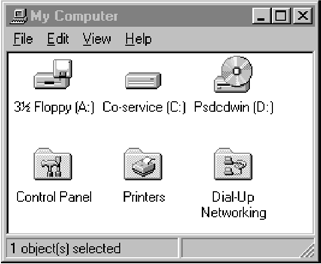 My Computer
File Edit View Help
3½ Floppy (A:) Co-service (C:) Psdcdwin (D:)
Control Panel Printers Dial-Up
Networking
1 object(s) selected